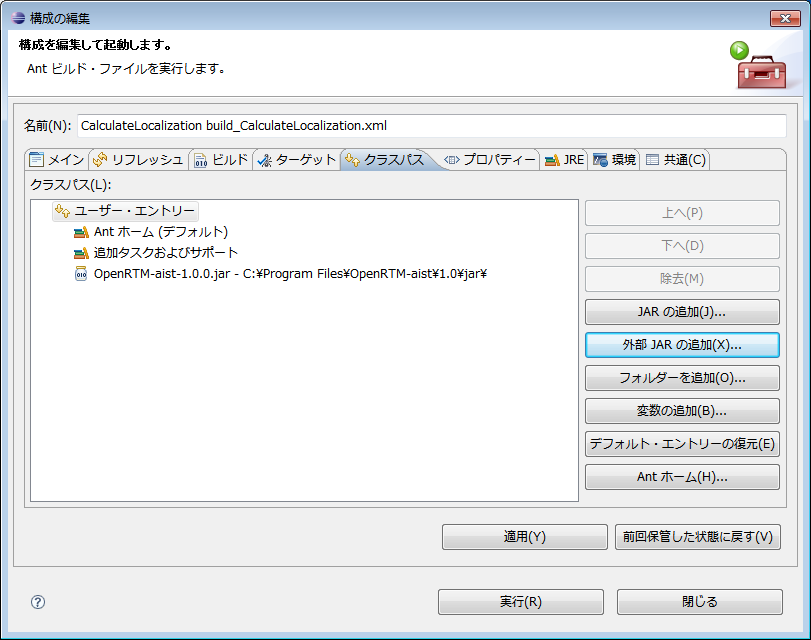 構成の編集
構成を編集して起動します。
Ant ビルド・ファイルを実行します。
名前(N): CalculateLocalization build_CalculateLocalization.xml
メイン リフレッシュ ビルド ターゲット クラスパス プロパティー JRE 環境 共通(C)
クラスパス(L):
ユーザー・エントリー
Ant ホーム (デフォルト)
追加タスクおよびサポート
OpenRTM-aist-1.0.0.jar - C:¥Program Files¥OpenRTM-aist¥1.0¥jar¥
上へ(P)
下へ(D)
除去(M)
JAR の追加(J)...
外部 JAR の追加(X)...
フォルダーを追加(O)...
変数の追加(B)...
デフォルト・エントリーの復元(E)
Ant ホーム(H)...
適用(Y) 前回保管した状態に戻す(V)
実行(R) 閉じる